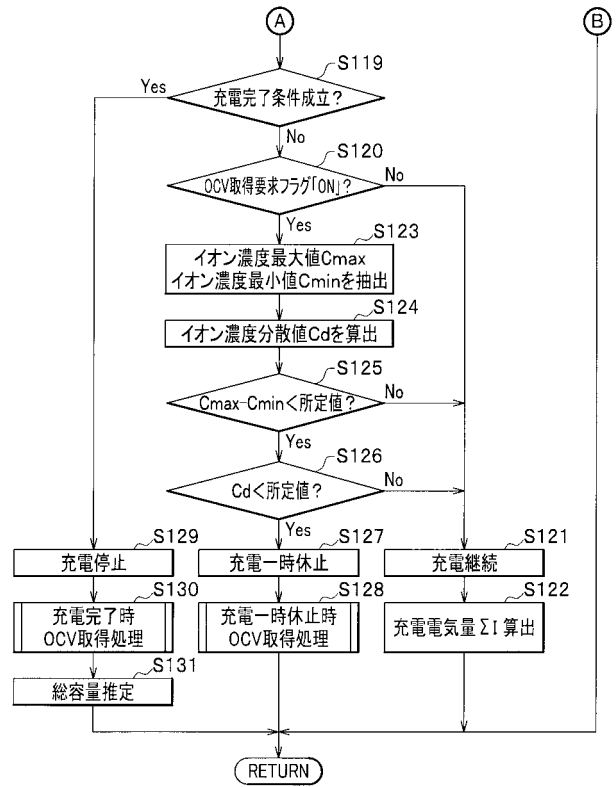 A
B
S119
充電完了条件成立?
Yes
No
S120
OCV取得要求フラグ「ON」?
No
Yes
S123
イオン濃度最大値Cmax
イオン濃度最小値Cminを抽出
S124
イオン濃度分散値Cdを算出
S125
Cmax-Cmin<所定値?
No
Yes
S126
Cd<所定値?
No
Yes
S129
充電停止
S127
充電一時休止
S121
充電継続
S130
充電完了時
OCV取得処理
S128
充電一時休止時
OCV取得処理
S122
充電電気量ΣI算出
S131
総容量推定
RETURN